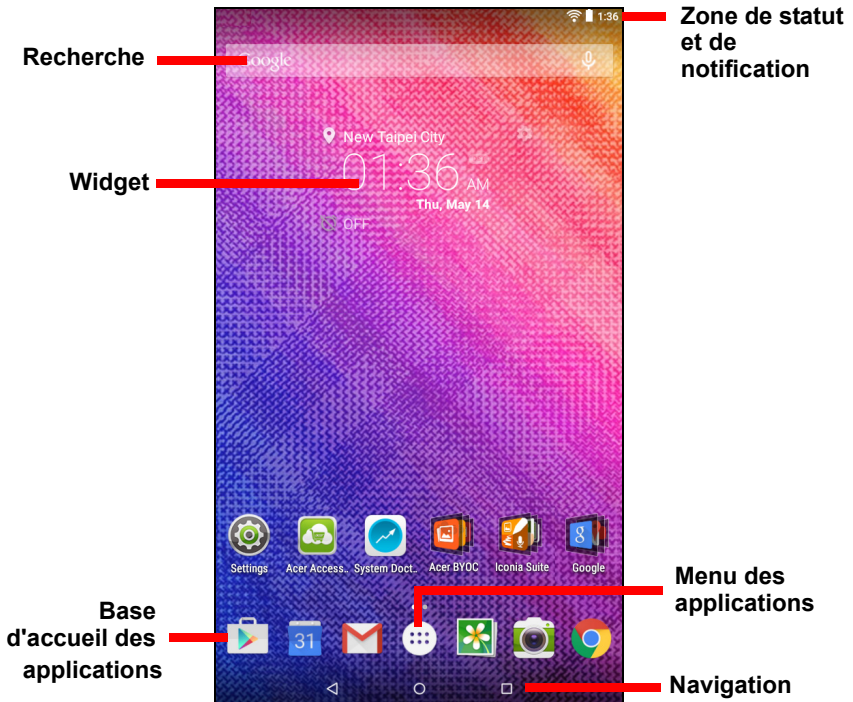 1:36
Zone de statut
et de
notification
Recherche
Google
Widget
New Taipei City
01:36
AM
Thu, May 14
OFF
Settings
Acer Access..
System Doct..
Acer BYOC
Iconia Suite
Google
8
Menu des
applications
Base
d'accueil des
applications
31
Navigation